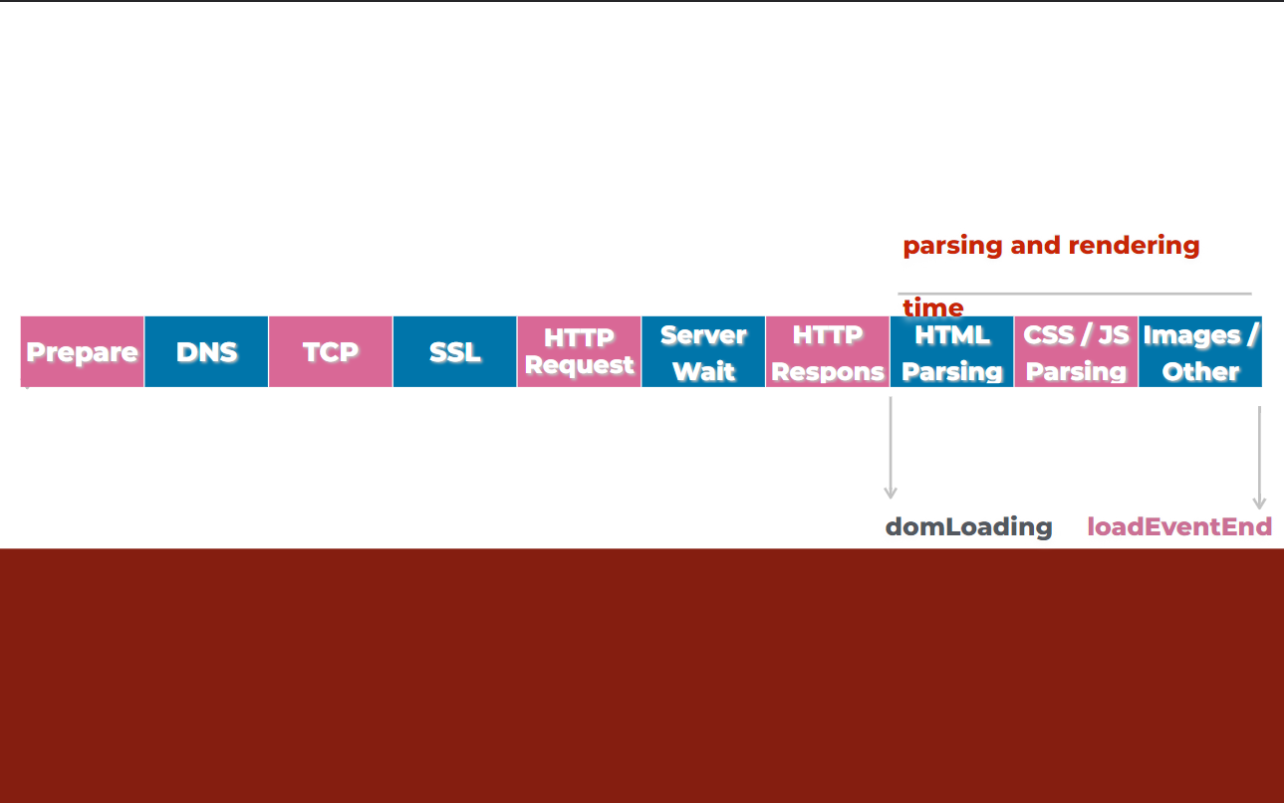 parsing and rendering
time
Prepare
DNS
TCP
SSL
HTTP
Request
Server
Wait
HTTP
Respons
HTML
Parsing
CSS / JS
Parsing
Images /
Other
domLoading
loadEventEnd